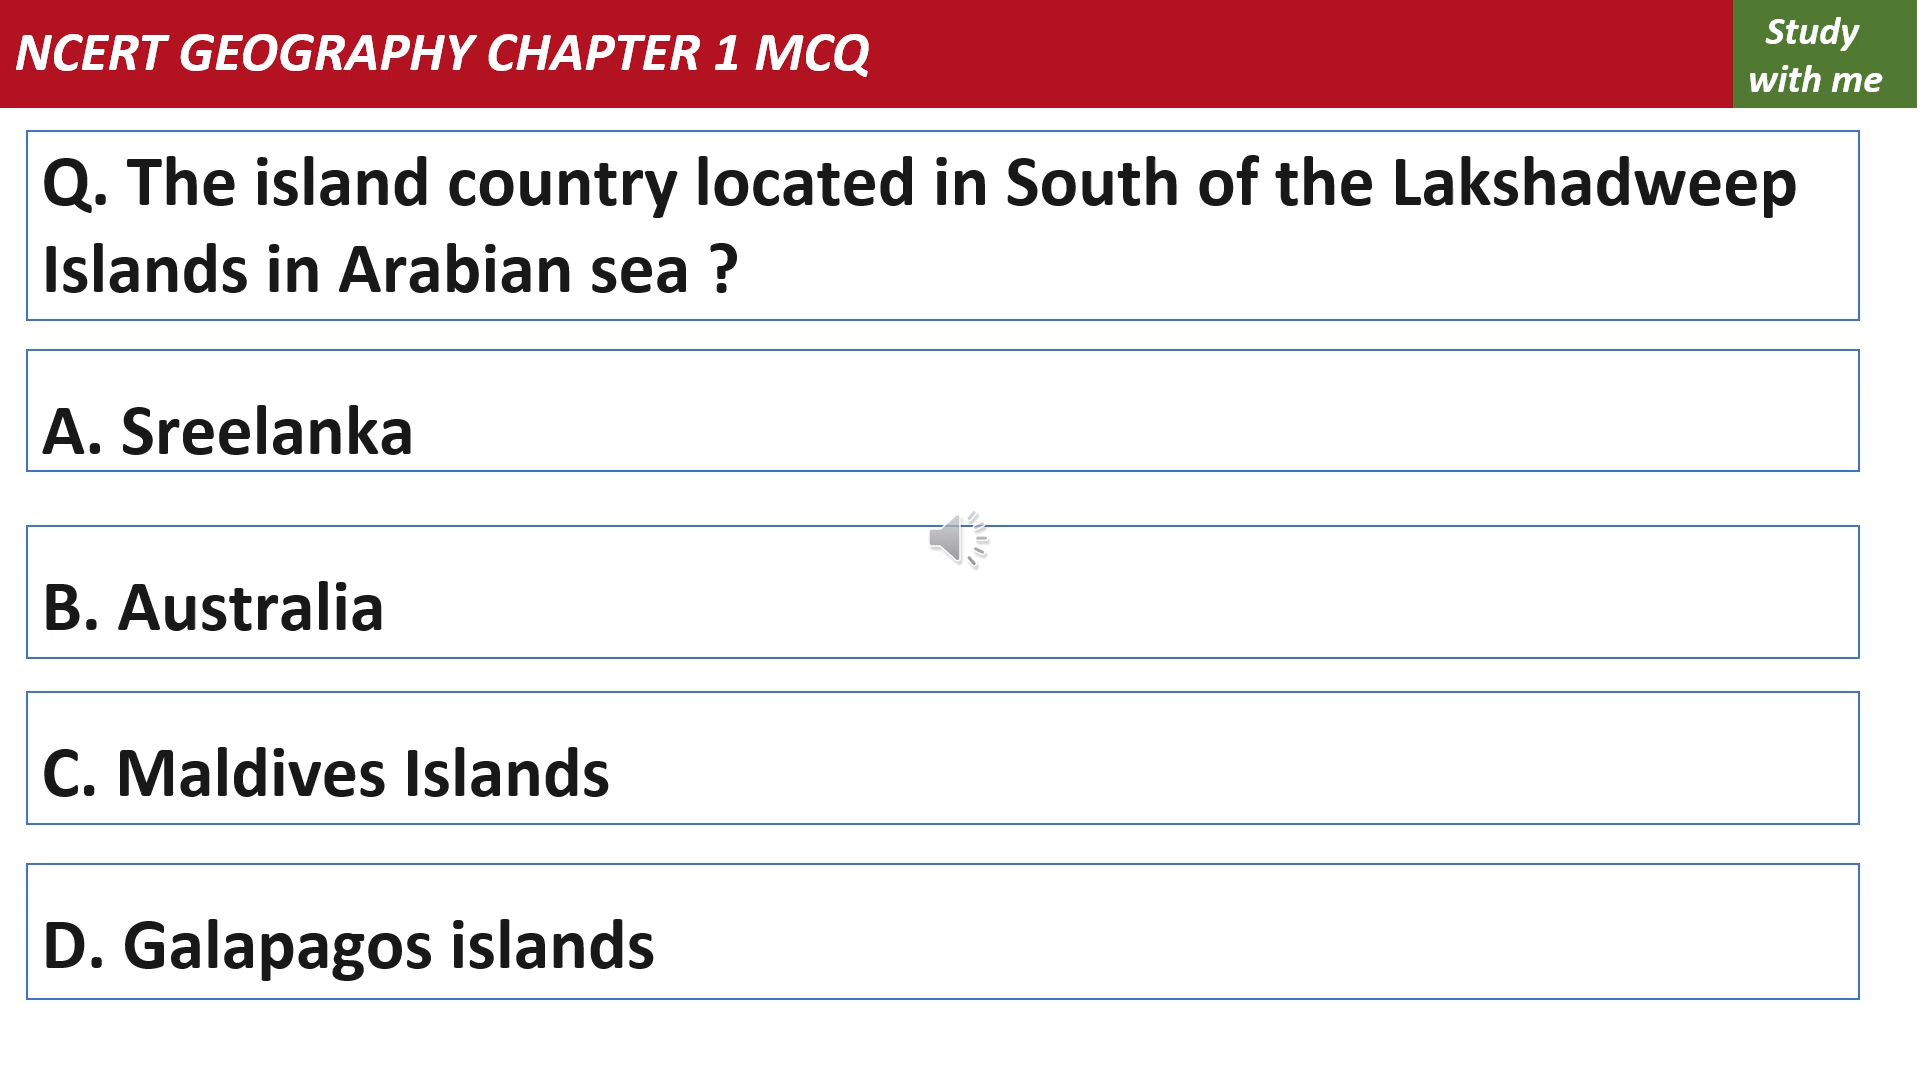 NCERT GEOGRAPHY CHAPTER 1 MCQ
Study
with me
Q. The island country located in South of the Lakshadweep
Islands in Arabian sea ?
A. Sreelanka
B. Australia
C. Maldives Islands
D. Galapagos islands